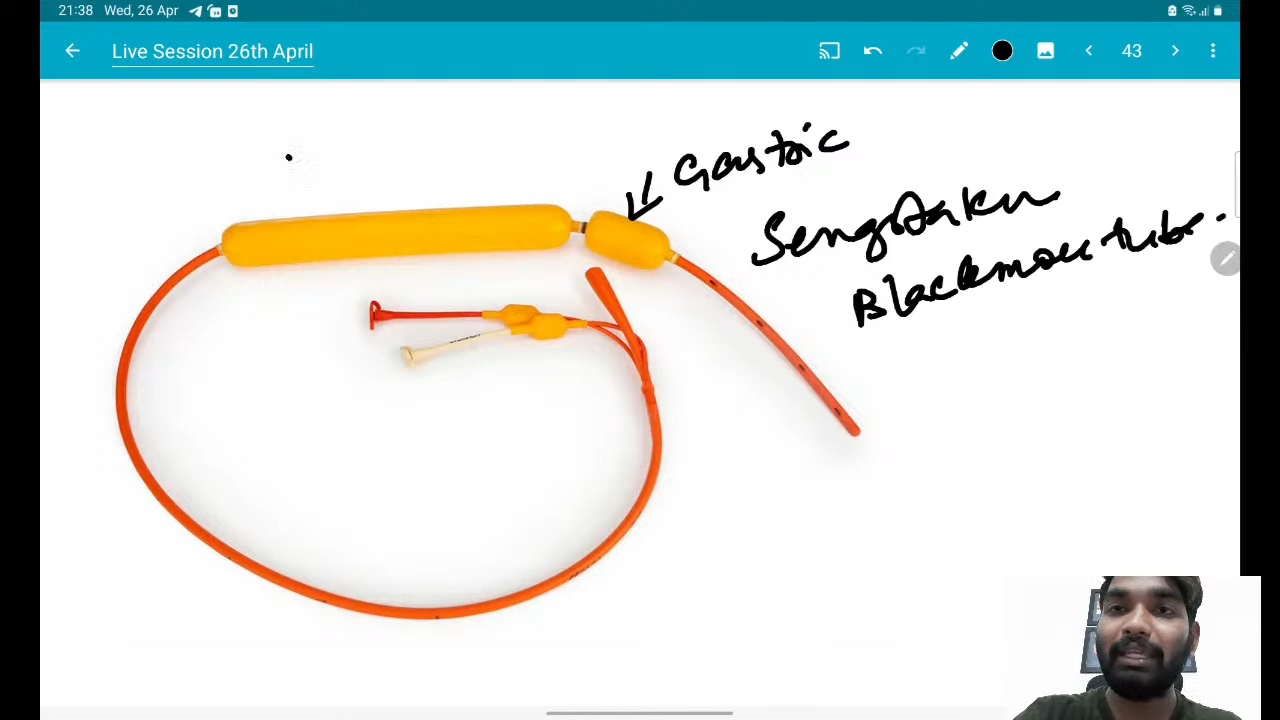 21:38 Wed, 26 Apr
Live Session 26th April
43
Gastric
Sengstaken
Blackmore tube.